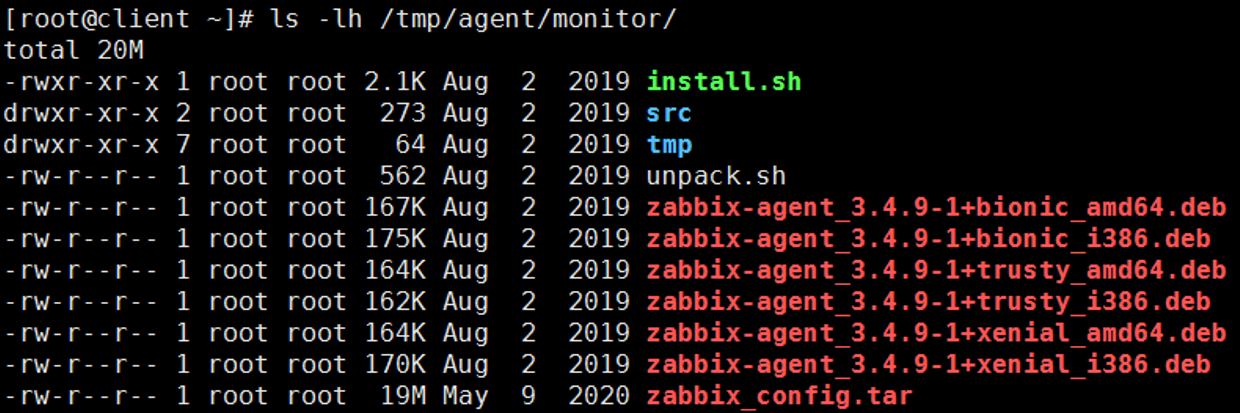 [root@client ~]# ls -lh /tmp/agent/monitor/
total 20M
-rwxr-xr-x 1 root root 2.1K Aug  2  2019 install.sh
drwxr-xr-x 2 root root  273 Aug  2  2019 src
drwxr-xr-x 7 root root   64 Aug  2  2019 tmp
-rw-r--r-- 1 root root  562 Aug  2  2019 unpack.sh
-rw-r--r-- 1 root root 167K Aug  2  2019 zabbix-agent_3.4.9-1+bionic_amd64.deb
-rw-r--r-- 1 root root 175K Aug  2  2019 zabbix-agent_3.4.9-1+bionic_i386.deb
-rw-r--r-- 1 root root 164K Aug  2  2019 zabbix-agent_3.4.9-1+trusty_amd64.deb
-rw-r--r-- 1 root root 162K Aug  2  2019 zabbix-agent_3.4.9-1+trusty_i386.deb
-rw-r--r-- 1 root root 164K Aug  2  2019 zabbix-agent_3.4.9-1+xenial_amd64.deb
-rw-r--r-- 1 root root 170K Aug  2  2019 zabbix-agent_3.4.9-1+xenial_i386.deb
-rw-r--r-- 1 root root  19M May  9  2020 zabbix_config.tar